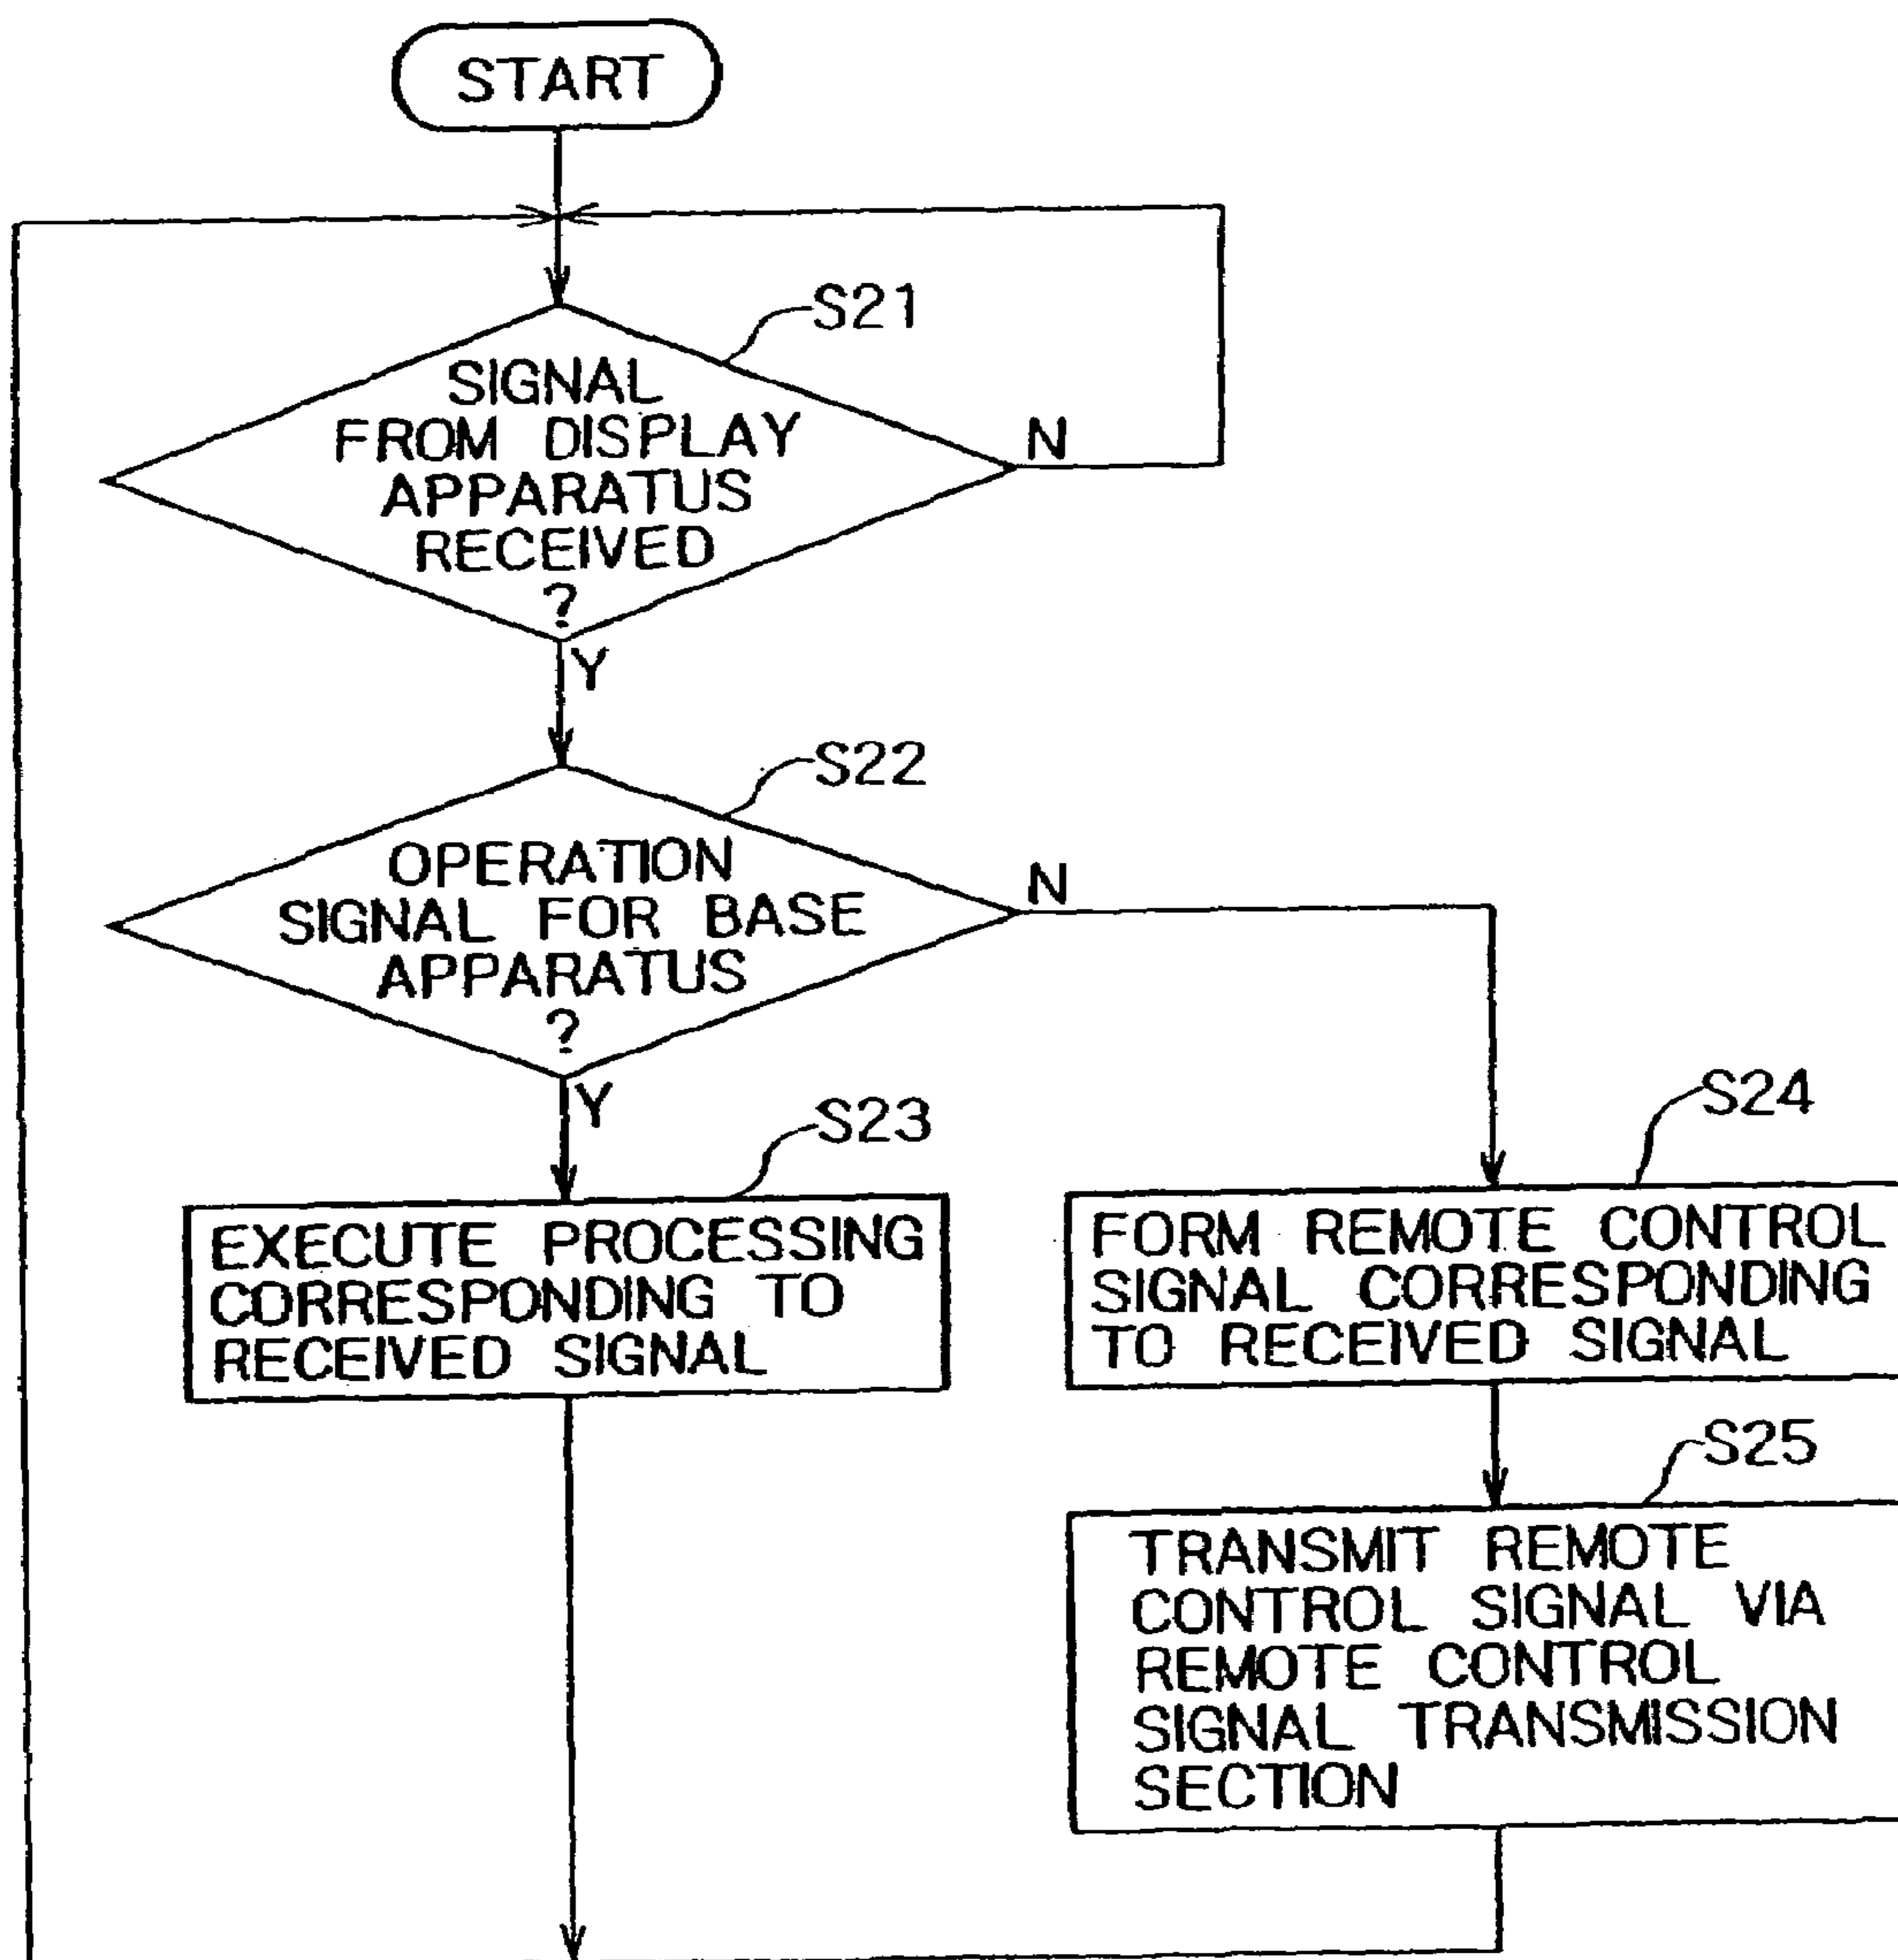 START
S21
SIGNAL
FROM DISPLAY
APPARATUS
RECEIVED
?
N
Y
S22
OPERATION
SIGNAL FOR BASE
APPARATUS
?
N
Y
S23
EXECUTE PROCESSING
CORRESPONDING TO
RECEIVED SIGNAL
S24
FORM REMOTE CONTROL
SIGNAL CORRESPONDING
TO RECEIVED SIGNAL
S25
TRANSMIT REMOTE
CONTROL SIGNAL VIA
REMOTE CONTROL
SIGNAL TRANSMISSION
SECTION